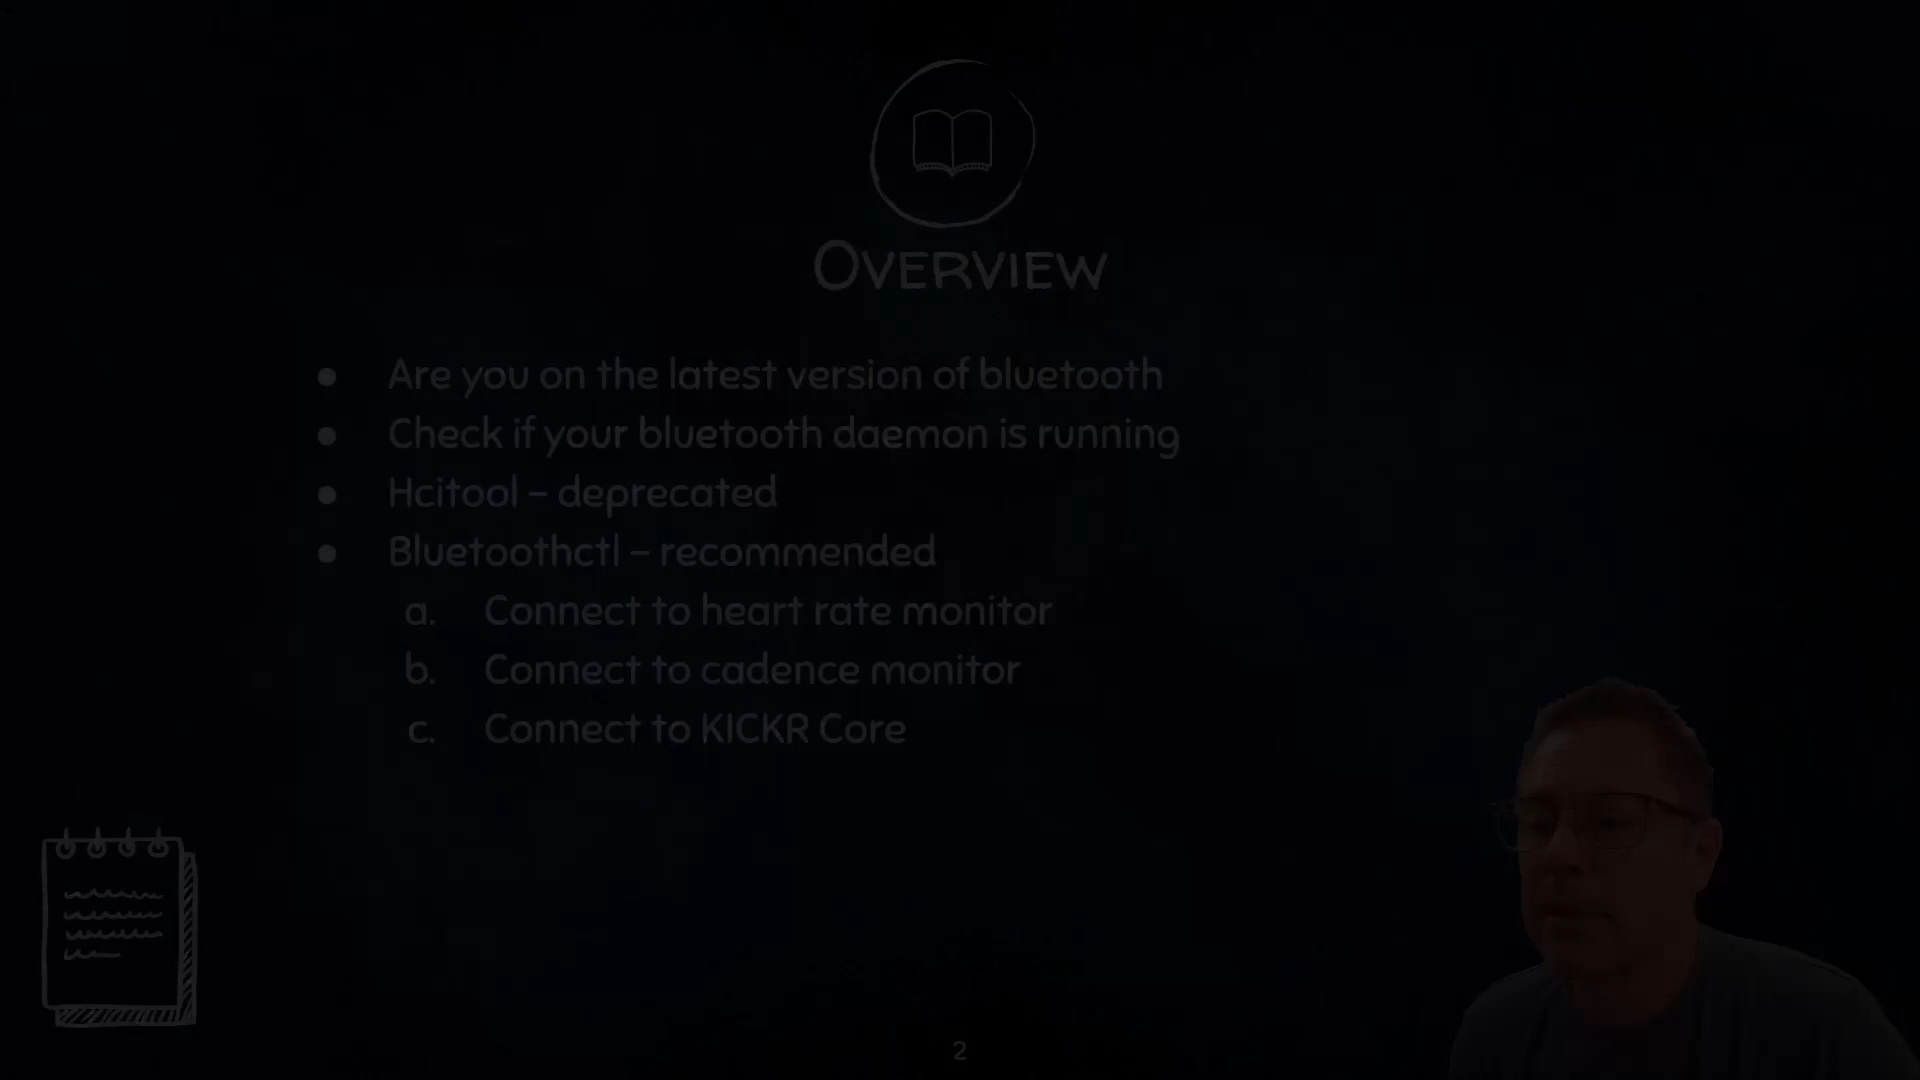 Overview
● Are you on the latest version of bluetooth
● Check if your bluetooth daemon is running
● Hcitool – deprecated
● Bluetoothctl – recommended
a. Connect to heart rate monitor
b. Connect to cadence monitor
c. Connect to KICKR Core
2